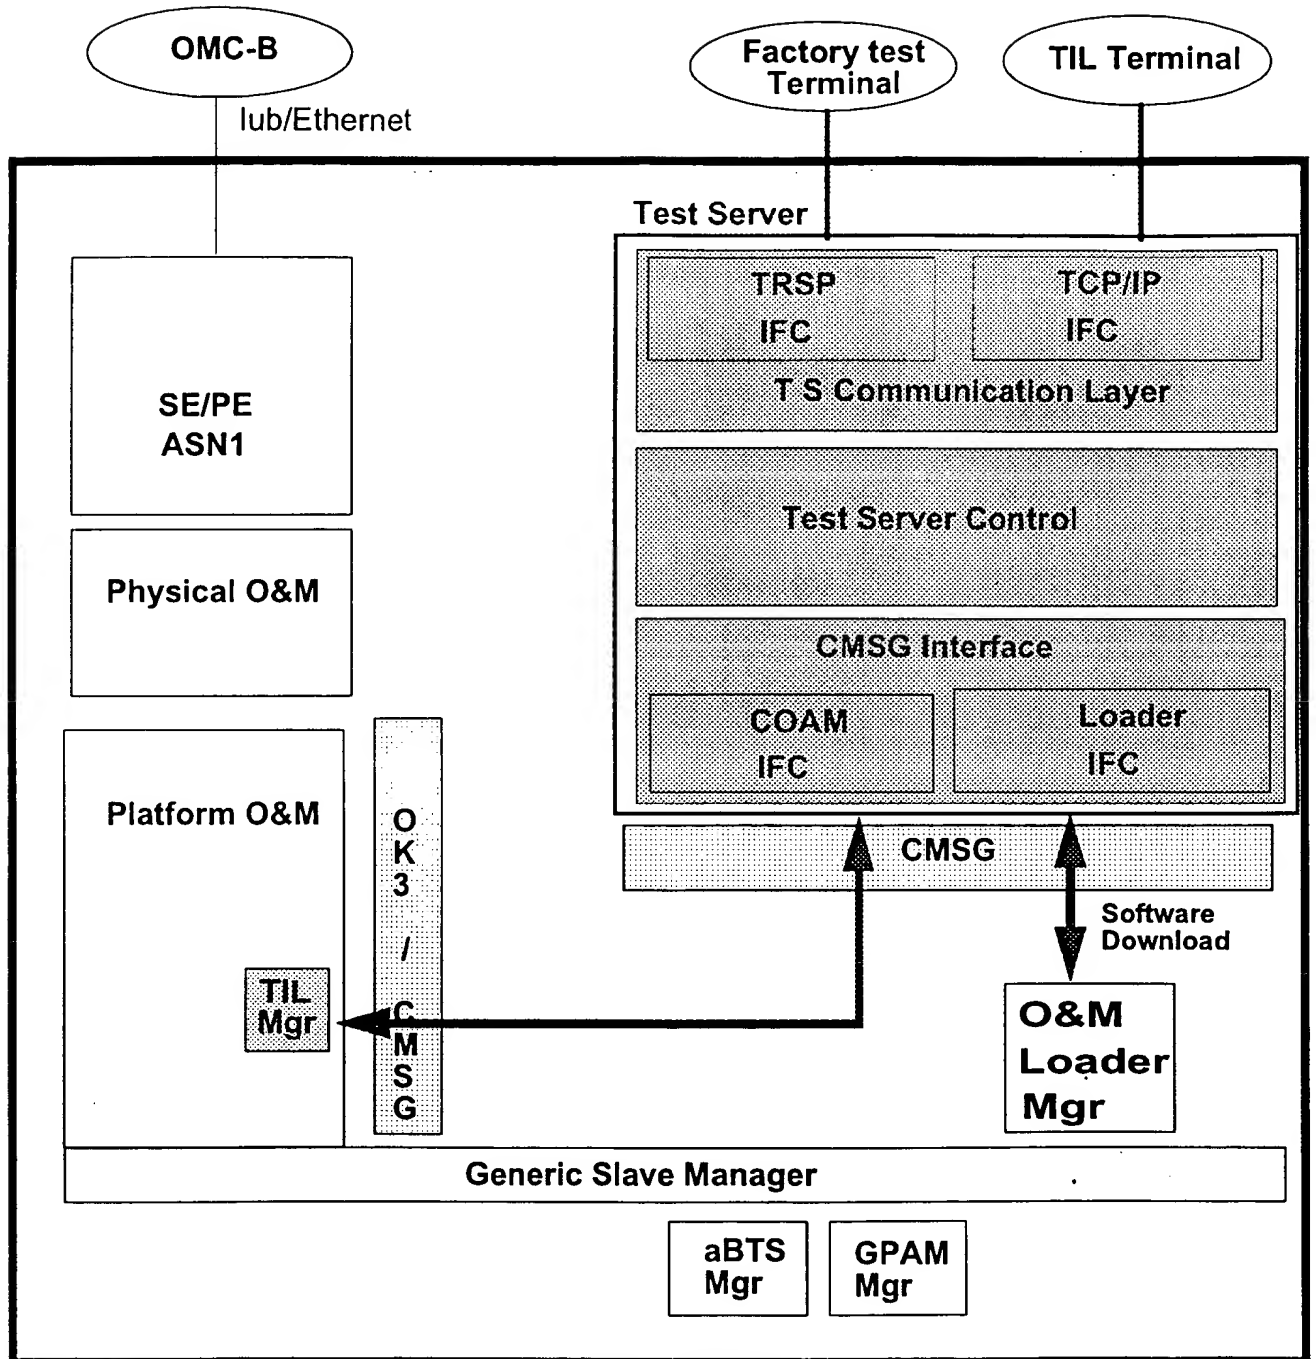 OMC-B
Iub/Ethernet
Factory test
Terminal
TIL Terminal
Test Server
TRSP
IFC
TCP/IP
IFC
T S Communication Layer
SE/PE
ASN1
Test Server Control
Physical O&M
CMSG Interface
COAM
IFC
Loader
IFC
Platform O&M
OK3 / CMSG
CMSG
Software
Download
TIL
Mgr
O&M
Loader
Mgr
Generic Slave Manager
aBTS
Mgr
GPAM
Mgr